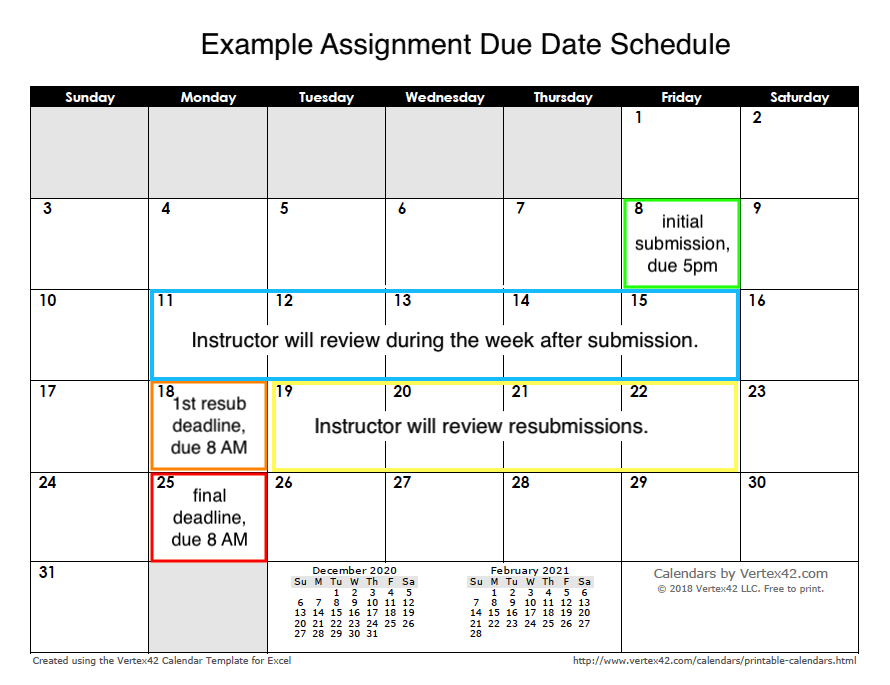 Example Assignment Due Date Schedule
Sunday Monday Tuesday Wednesday Thursday Friday Saturday
1 2
3 4 5 6 7 8 9
initial
submission,
due 5pm
10 11 12 13 14 15 16
Instructor will review during the week after submission.
17 18 19 20 21 22 23
1st resub
deadline,
due 8 AM
Instructor will review resubmissions.
24 25 26 27 28 29 30
final
deadline,
due 8 AM
31
December 2020
Su M Tu W Th F Sa
1 2 3 4 5
6 7 8 9 10 11 12
13 14 15 16 17 18 19
20 21 22 23 24 25 26
27 28 29 30 31
February 2021
Su M Tu W Th F Sa
1 2 3 4 5 6
7 8 9 10 11 12 13
14 15 16 17 18 19 20
21 22 23 24 25 26 27
28
Calendars by Vertex42.com
© 2018 Vertex42 LLC. Free to print.
Created using the Vertex42 Calendar Template for Excel
http://www.vertex42.com/calendars/printable-calendars.html